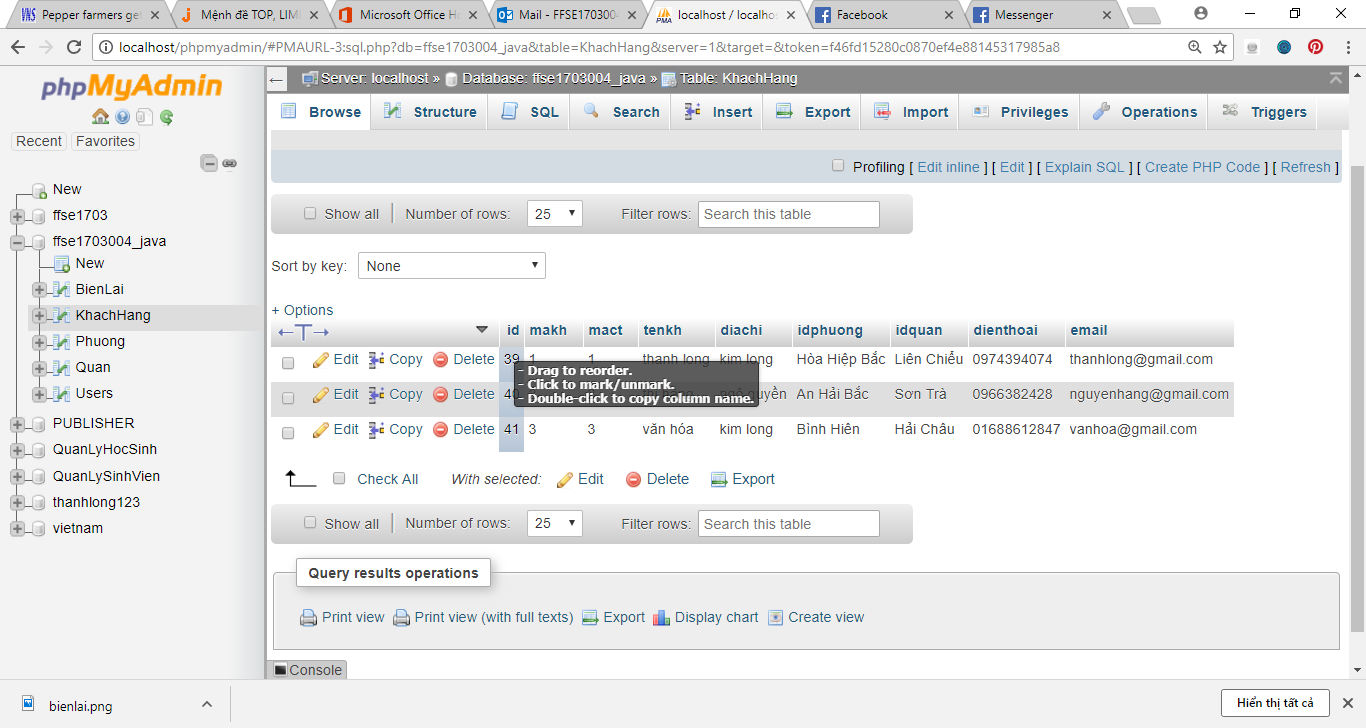 Pepper farmers get
Mệnh đề TOP, LIM
Microsoft Office Ho
Mail - FFSE170300
localhost / localhos
Facebook
Messenger
localhost/phpmyadmin/#PMAURL-3:sql.php?db=ffse1703004_java&table=KhachHang&server=1&target=&token=f46fd15280c0870ef4e88145317985a8
phpMyAdmin
Recent Favorites
New
ffse1703
ffse1703004_java
New
BienLai
KhachHang
Phuong
Quan
Users
PUBLISHER
QuanLyHocSinh
QuanLySinhVien
thanhlong123
vietnam
Server: localhost » Database: ffse1703004_java » Table: KhachHang
Browse Structure SQL Search Insert Export Import Privileges Operations Triggers
Profiling [ Edit inline ] [ Edit ] [ Explain SQL ] [ Create PHP Code ] [ Refresh ]
Show all Number of rows: 25 Filter rows: Search this table
Sort by key: None
+ Options
id makh mact tenkh diachi idphuong idquan dienthoai email
Edit Copy Delete 39 1 1 thanh long kim long Hòa Hiệp Bắc Liên Chiểu 0974394074 thanhlong@gmail.com
- Drag to reorder.
- Click to mark/unmark.
- Double-click to copy column name.
Edit Copy Delete 40 quyền An Hải Bắc Sơn Trà 0966382428 nguyenhang@gmail.com
Edit Copy Delete 41 3 3 văn hóa kim long Bình Hiên Hải Châu 01688612847 vanhoa@gmail.com
Check All With selected: Edit Delete Export
Show all Number of rows: 25 Filter rows: Search this table
Query results operations
Print view Print view (with full texts) Export Display chart Create view
Console
bienlai.png
Hiển thị tất cả